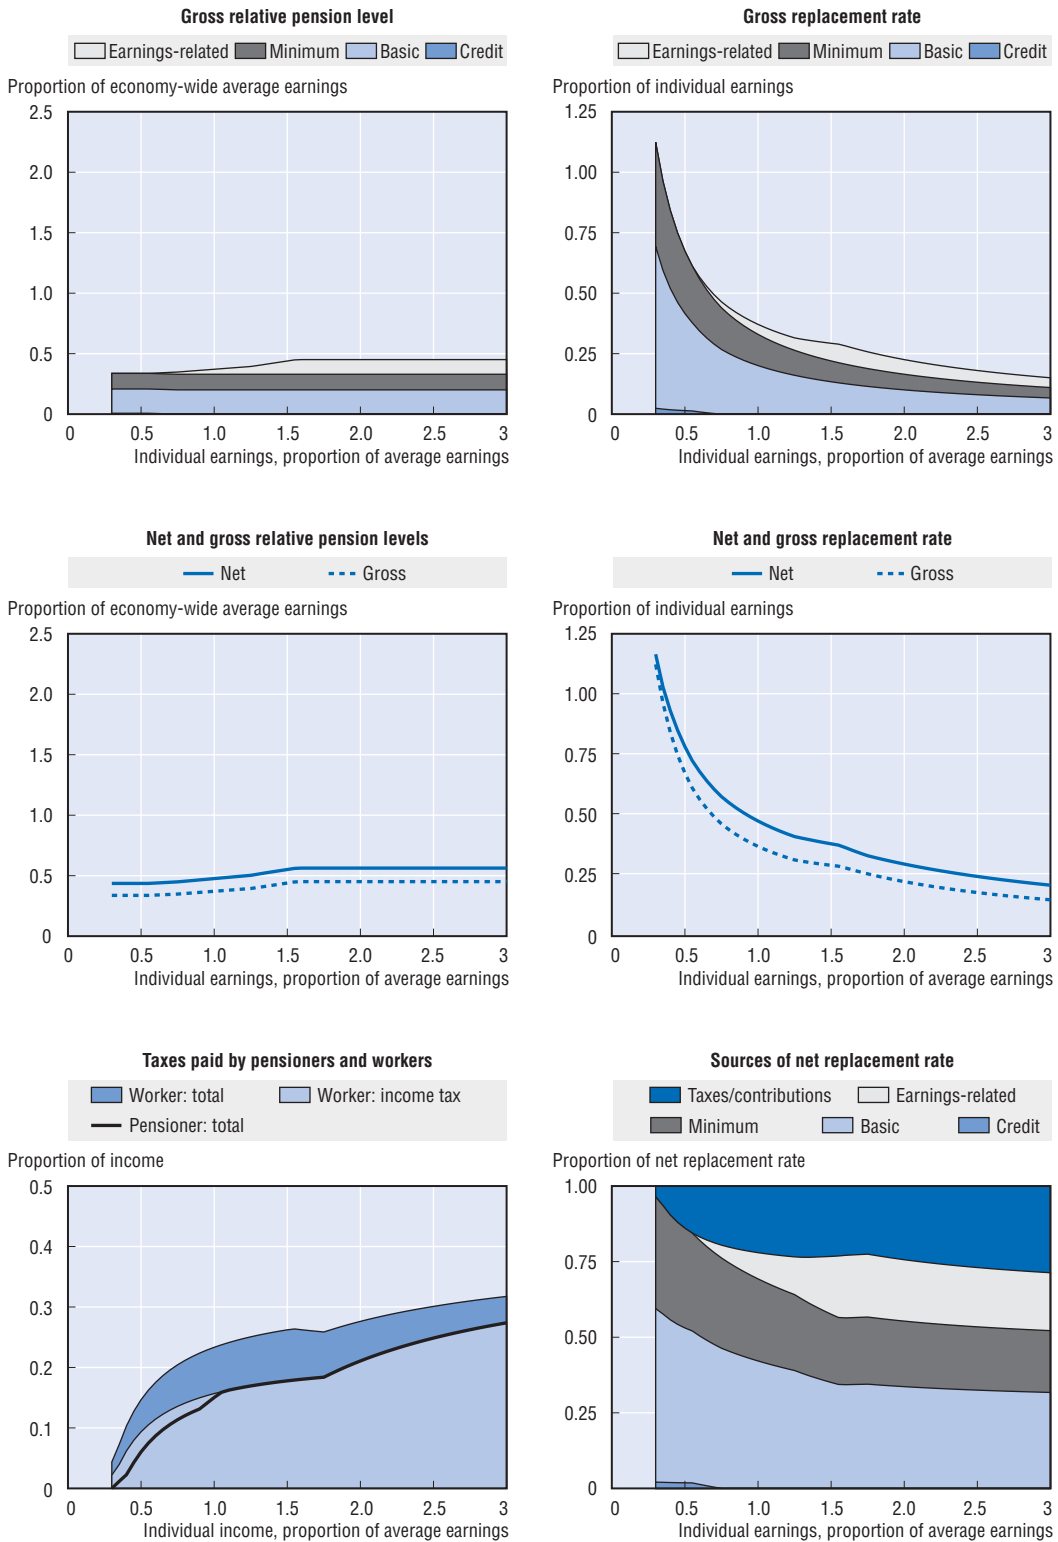 Gross relative pension level
Earnings-related Minimum Basic Credit
Proportion of economy-wide average earnings
2.5
2.0
1.5
1.0
0.5
0
0 0.5 1.0 1.5 2.0 2.5 3
Individual earnings, proportion of average earnings
Gross replacement rate
Earnings-related Minimum Basic Credit
Proportion of individual earnings
1.25
1.00
0.75
0.50
0.25
0
0 0.5 1.0 1.5 2.0 2.5 3
Individual earnings, proportion of average earnings
Net and gross relative pension levels
Net Gross
Proportion of economy-wide average earnings
2.5
2.0
1.5
1.0
0.5
0
0 0.5 1.0 1.5 2.0 2.5 3
Individual earnings, proportion of average earnings
Net and gross replacement rate
Net Gross
Proportion of individual earnings
1.25
1.00
0.75
0.50
0.25
0
0 0.5 1.0 1.5 2.0 2.5 3
Individual earnings, proportion of average earnings
Taxes paid by pensioners and workers
Worker: total Worker: income tax
Pensioner: total
Proportion of income
0.5
0.4
0.3
0.2
0.1
0
0 0.5 1.0 1.5 2.0 2.5 3
Individual income, proportion of average earnings
Sources of net replacement rate
Taxes/contributions Earnings-related
Minimum Basic Credit
Proportion of net replacement rate
1.00
0.75
0.50
0.25
0
0 0.5 1.0 1.5 2.0 2.5 3
Individual earnings, proportion of average earnings